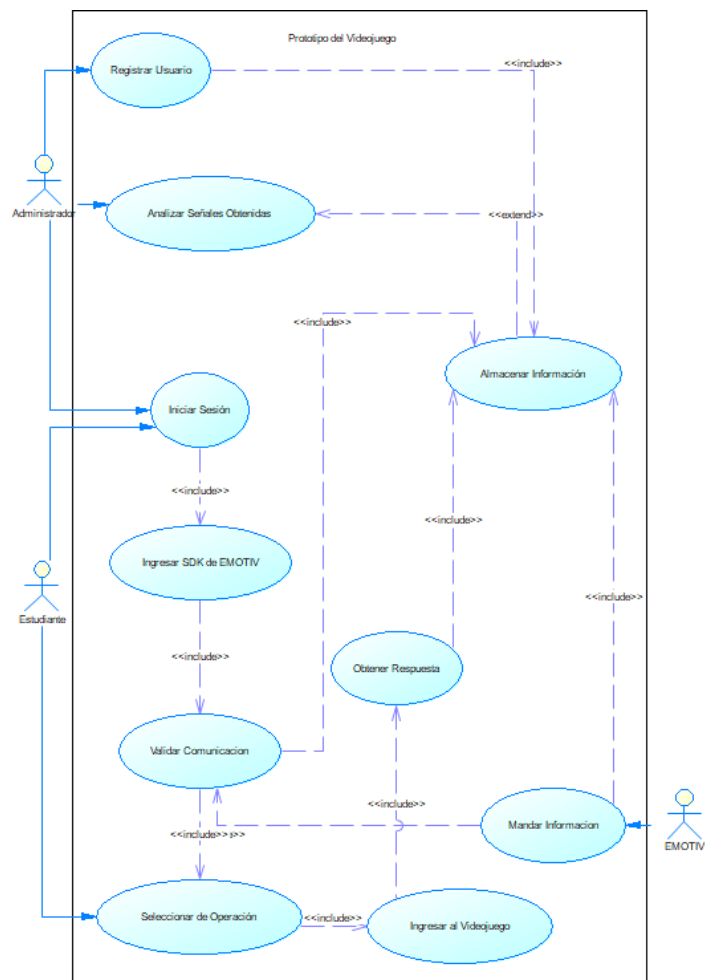 Prototipo del Videojuego
Registrar Usuario
<<include>>
Administrador
Analizar Señales Obtenidas
<<extend>>
<<include>>
Almacenar Información
Iniciar Sesión
<<include>>
<<include>>
Ingresar SDK de EMOTIV
Estudiante
<<include>>
<<include>>
Obtener Respuesta
Validar Comunicacion
<<include>>
<<include>>
Mandar Informacion
EMOTIV
Seleccionar de Operación
<<include>>
Ingresar al Videojuego